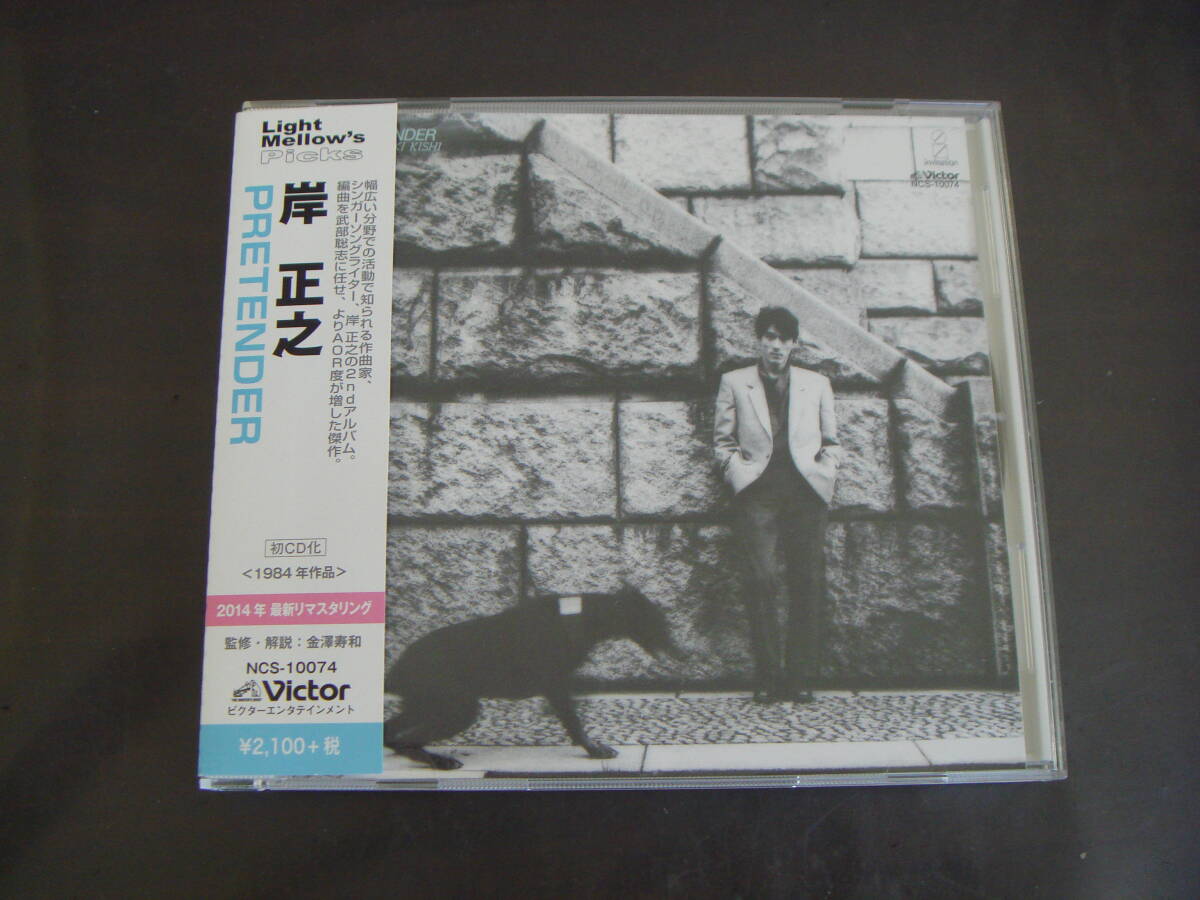 Light
Mellow's
Picks
岸 正之
PRETENDER
幅広い分野での活動で知られる作曲家、
シンガーソングライター、岸 正之の2ndアルバム。
編曲を武部聡志に任せ、よりAOR度が増した傑作。
初CD化
<1984年作品>
2014年 最新リマスタリング
監修・解説：金澤寿和
NCS-10074
Victor
ビクターエンタテインメント
¥2,100+税
NDER
KI KISHI
invitation
Victor
NCS-10074